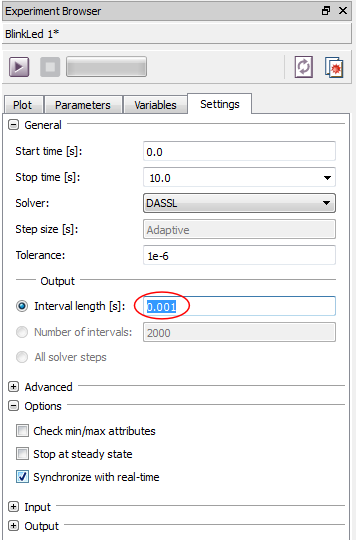 Experiment Browser
BlinkLed 1*
Plot Parameters Variables Settings
General
Start time [s]: 0.0
Stop time [s]: 10.0
Solver: DASSL
Step size [s]: Adaptive
Tolerance: 1e-6
Output
Interval length [s]: 0.001
Number of intervals: 2000
All solver steps
Advanced
Options
Check min/max attributes
Stop at steady state
Synchronize with real-time
Input
Output